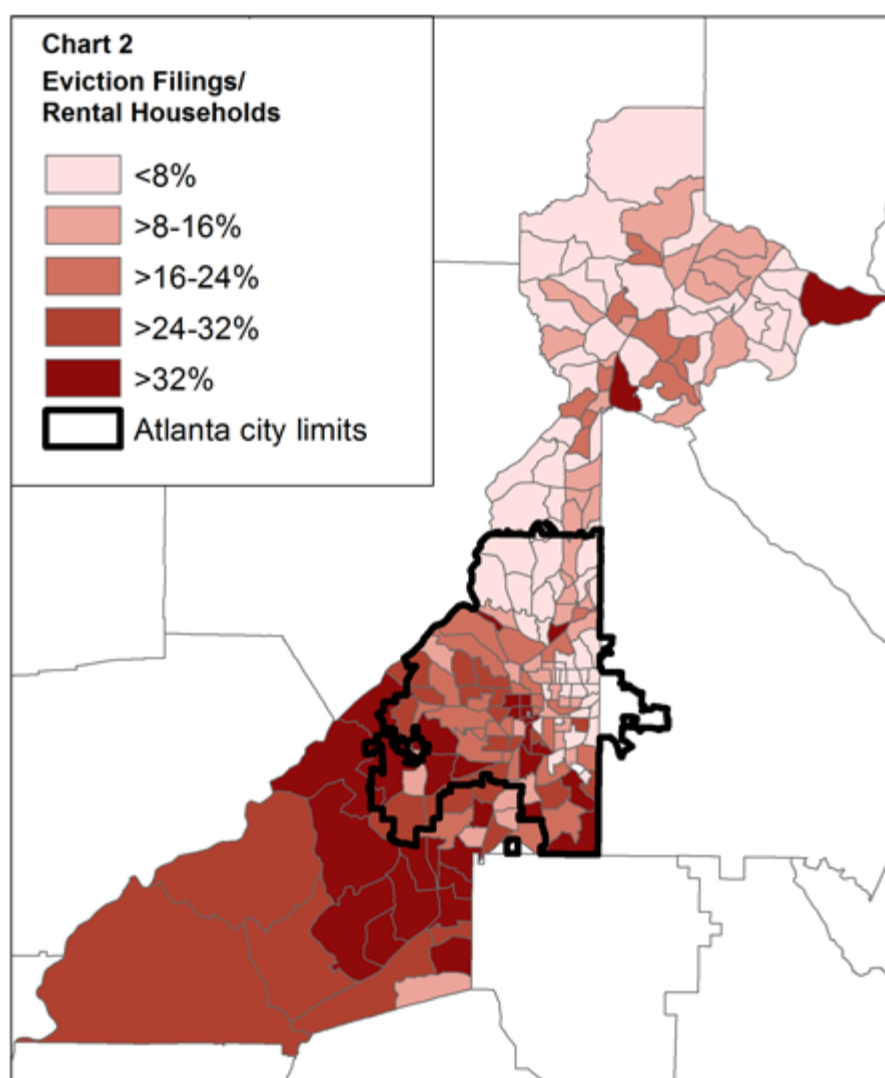 Chart 2
Eviction Filings/
Rental Households
<8%
>8-16%
>16-24%
>24-32%
>32%
Atlanta city limits